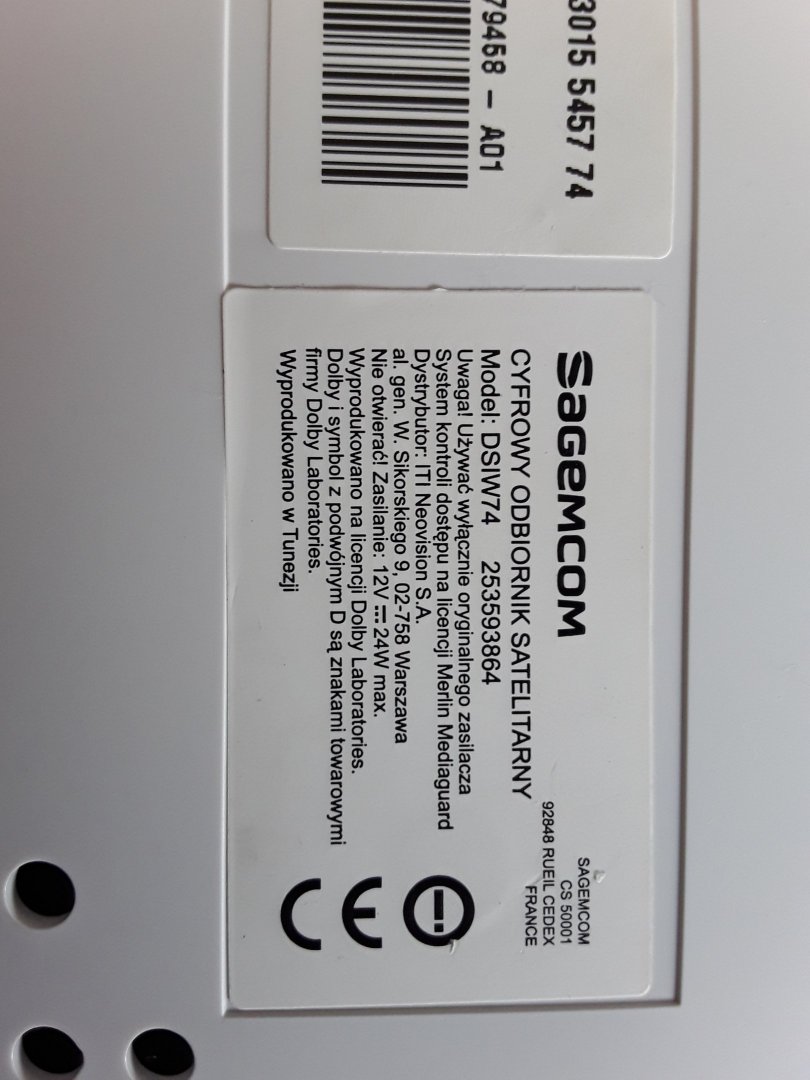 3015 5457 74
79458 - A01
SAGEMCOM
SAGEMCOM
CS 50001
92848 RUEIL CEDEX
FRANCE
CYFROWY ODBIORNIK SATELITARNY
Model: DSIW74 253593864
Uwaga! Używać wyłącznie oryginalnego zasilacza
System kontroli dostępu na licencji Merlin Mediaguard
Dystrybutor: ITI Neovision S.A.
al. gen. W. Sikorskiego 9, 02-758 Warszawa
Nie otwierać! Zasilanie: 12V ⎓ 24W max.
Wyprodukowano na licencji Dolby Laboratories.
Dolby i symbol z podwójnym D są znakami towarowymi
firmy Dolby Laboratories.
Wyprodukowano w Tunezji
CE